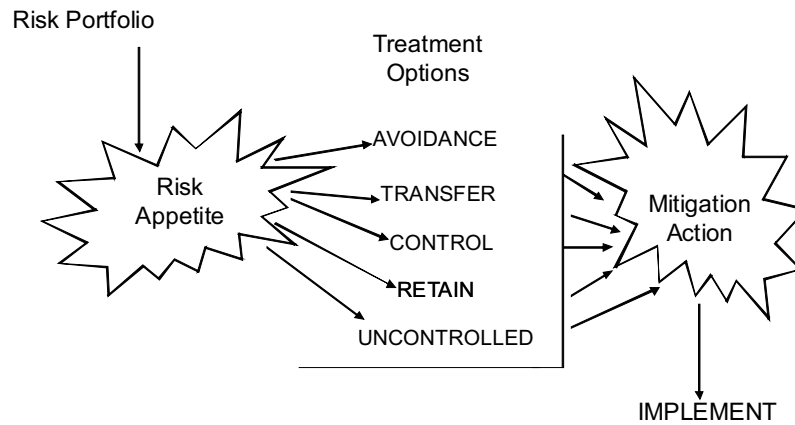 Risk Portfolio
Treatment
Options
Risk
Appetite
AVOIDANCE
TRANSFER
CONTROL
RETAIN
UNCONTROLLED
Mitigation
Action
IMPLEMENT